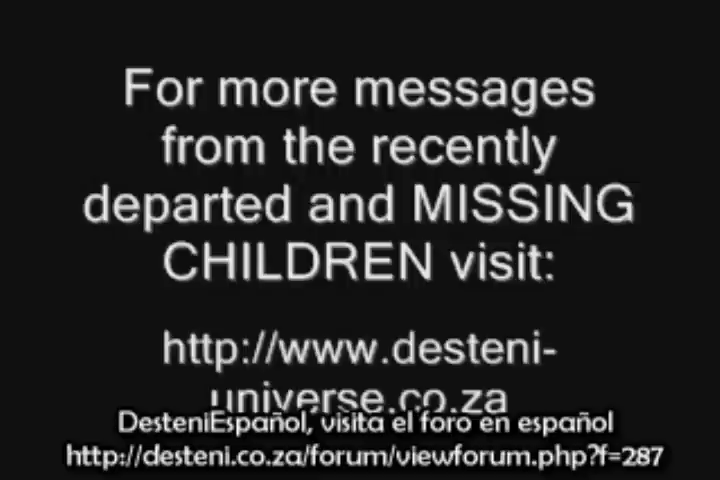 For more messages
from the recently
departed and MISSING
CHILDREN visit:
http://www.desteni-
universe.co.za
DesteniEspañol, visita el foro en español
http://desteni.co.za/forum/viewforum.php?f=287